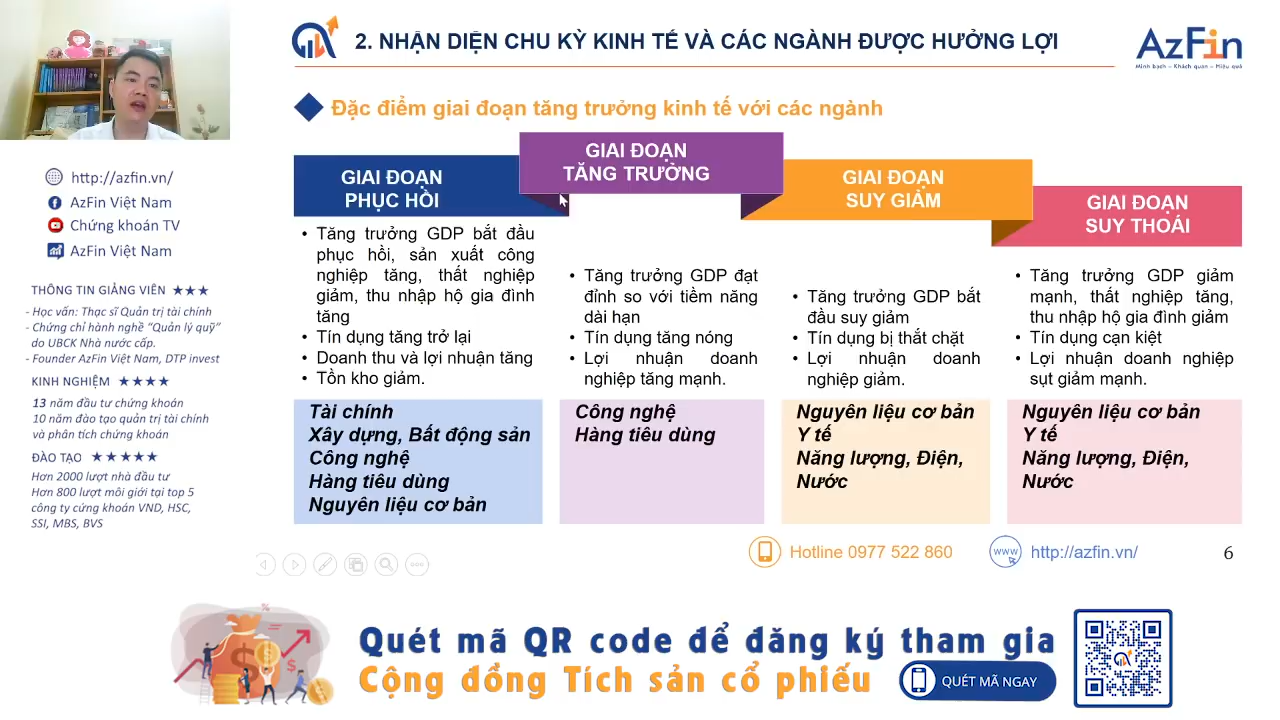 2. NHẬN DIỆN CHU KỲ KINH TẾ VÀ CÁC NGÀNH ĐƯỢC HƯỞNG LỢI
AzFin
Minh bạch – Khách quan – Hiệu quả
Đặc điểm giai đoạn tăng trưởng kinh tế với các ngành
http://azfin.vn/
AzFin Việt Nam
Chứng khoán TV
AzFin Việt Nam
THÔNG TIN GIẢNG VIÊN ★★★
- Học vấn: Thạc sĩ Quản trị tài chính
- Chứng chỉ hành nghề “Quản lý quỹ”
do UBCK Nhà nước cấp.
- Founder AzFin Việt Nam, DTP invest
KINH NGHIỆM ★★★★
13 năm đầu tư chứng khoán
10 năm đào tạo quản trị tài chính
và phân tích chứng khoán
ĐÀO TẠO ★★★★★
Hơn 2000 lượt nhà đầu tư
Hơn 800 lượt môi giới tại top 5
công ty cứng khoán VND, HSC,
SSI, MBS, BVS
GIAI ĐOẠN
PHỤC HỒI
• Tăng trưởng GDP bắt đầu
phục hồi, sản xuất công
nghiệp tăng, thất nghiệp
giảm, thu nhập hộ gia đình
tăng
• Tín dụng tăng trở lại
• Doanh thu và lợi nhuận tăng
• Tồn kho giảm.
Tài chính
Xây dựng, Bất động sản
Công nghệ
Hàng tiêu dùng
Nguyên liệu cơ bản
GIAI ĐOẠN
TĂNG TRƯỞNG
• Tăng trưởng GDP đạt
đỉnh so với tiềm năng
dài hạn
• Tín dụng tăng nóng
• Lợi nhuận doanh
nghiệp tăng mạnh.
Công nghệ
Hàng tiêu dùng
GIAI ĐOẠN
SUY GIẢM
• Tăng trưởng GDP bắt
đầu suy giảm
• Tín dụng bị thắt chặt
• Lợi nhuận doanh
nghiệp giảm.
Nguyên liệu cơ bản
Y tế
Năng lượng, Điện,
Nước
GIAI ĐOẠN
SUY THOÁI
• Tăng trưởng GDP giảm
mạnh, thất nghiệp tăng,
thu nhập hộ gia đình giảm
• Tín dụng cạn kiệt
• Lợi nhuận doanh nghiệp
sụt giảm mạnh.
Nguyên liệu cơ bản
Y tế
Năng lượng, Điện,
Nước
Hotline 0977 522 860
www
http://azfin.vn/
6
Quét mã QR code để đăng ký tham gia
Cộng đồng Tích sản cổ phiếu
QUÉT MÃ NGAY